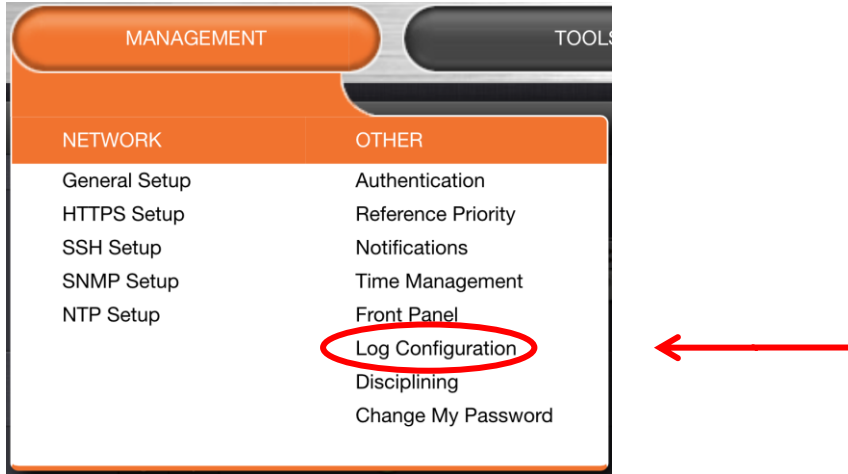 MANAGEMENT
TOOLS
NETWORK
General Setup
HTTPS Setup
SSH Setup
SNMP Setup
NTP Setup
OTHER
Authentication
Reference Priority
Notifications
Time Management
Front Panel
Log Configuration
Disciplining
Change My Password